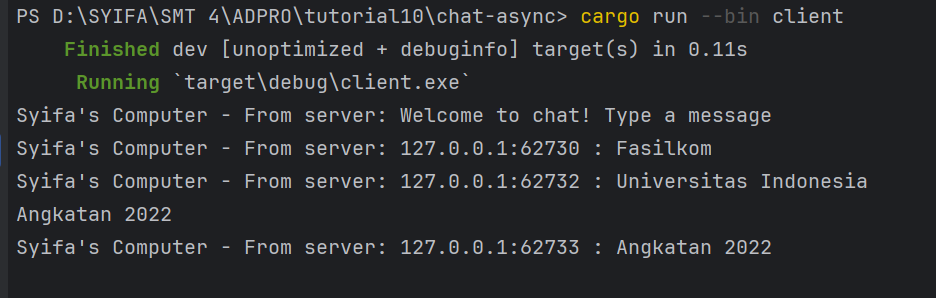 PS D:\SYIFA\SMT 4\ADPRO\tutorial10\chat-async> cargo run --bin client
Finished dev [unoptimized + debuginfo] target(s) in 0.11s
Running `target\debug\client.exe`
Syifa's Computer - From server: Welcome to chat! Type a message
Syifa's Computer - From server: 127.0.0.1:62730 : Fasilkom
Syifa's Computer - From server: 127.0.0.1:62732 : Universitas Indonesia
Angkatan 2022
Syifa's Computer - From server: 127.0.0.1:62733 : Angkatan 2022